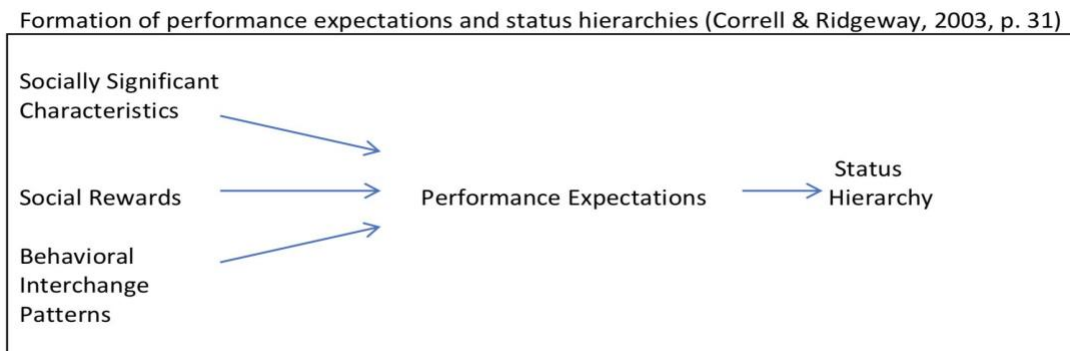 Formation of performance expectations and status hierarchies (Correll & Ridgeway, 2003, p. 31)
Socially Significant
Characteristics
Social Rewards
Behavioral
Interchange
Patterns
Performance Expectations
Status
Hierarchy